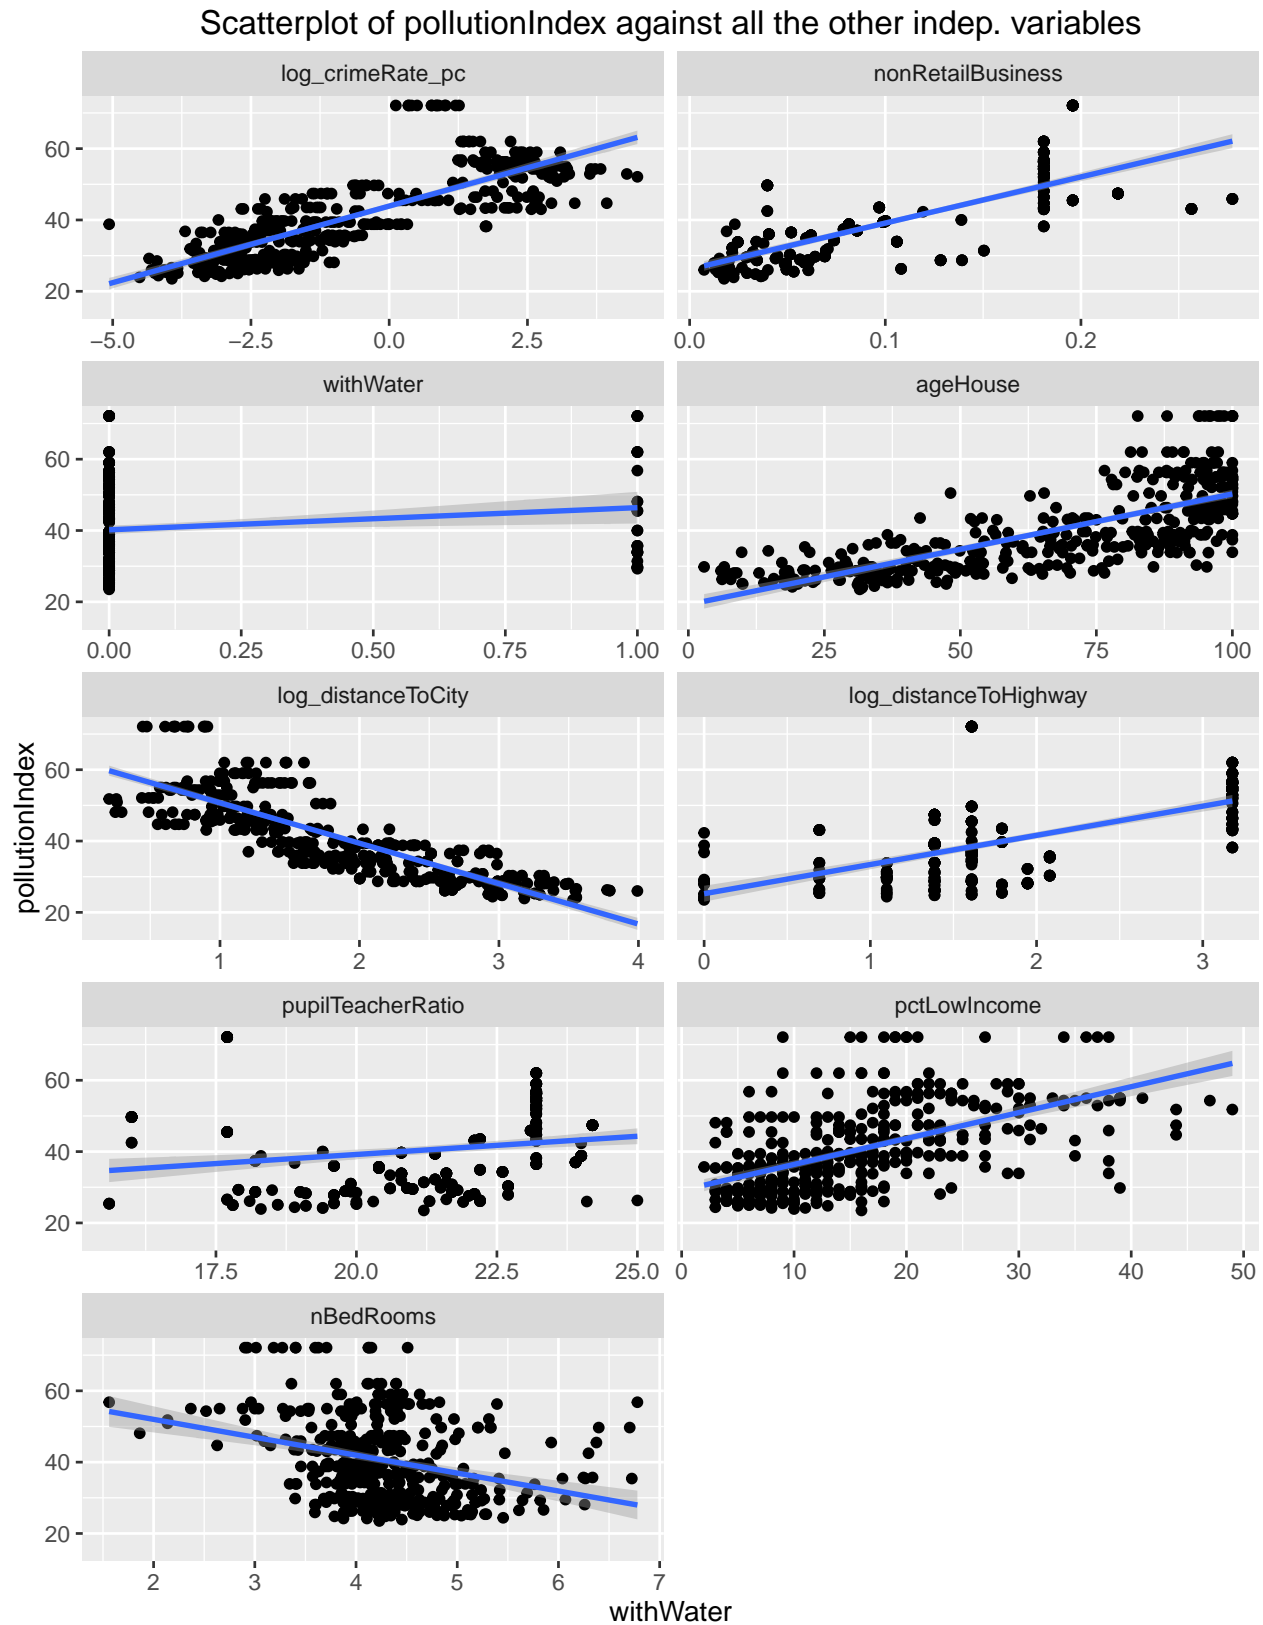 Scatterplot of pollutionIndex against all the other indep. variables
log_crimeRate_pc
nonRetailBusiness
60
40
20
−5.0 −2.5 0.0 2.5
0.0 0.1 0.2
withWater
ageHouse
60
40
20
0.00 0.25 0.50 0.75 1.00
0 25 50 75 100
log_distanceToCity
log_distanceToHighway
pollutionIndex
60
40
20
1 2 3 4
0 1 2 3
pupilTeacherRatio
pctLowIncome
60
40
20
17.5 20.0 22.5 25.0
0 10 20 30 40 50
nBedRooms
60
40
20
2 3 4 5 6 7
withWater